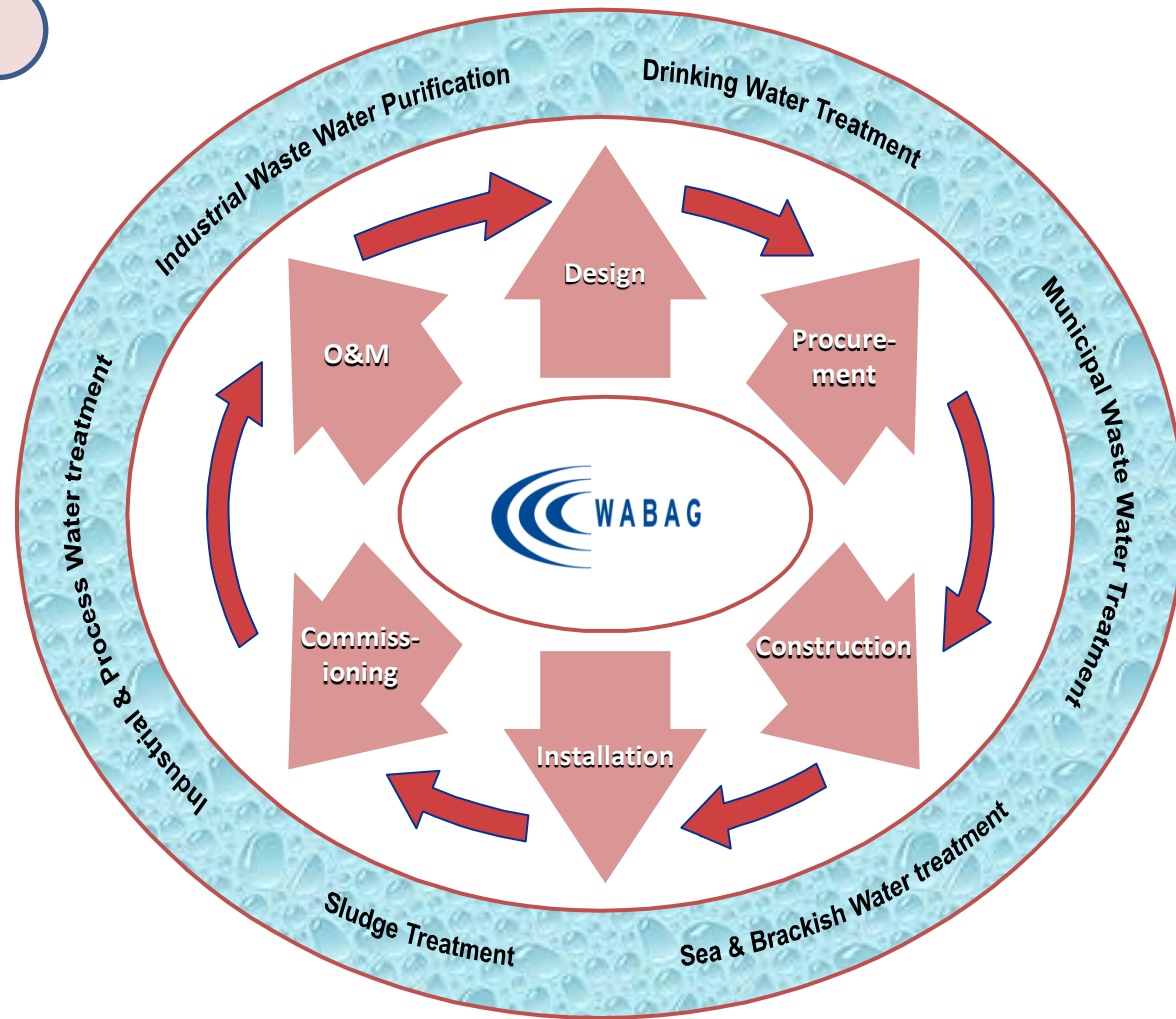 Industrial Waste Water Purification
Drinking Water Treatment
Municipal Waste Water Treatment
Sea & Brackish Water treatment
Sludge Treatment
Industrial & Process Water treatment
Design
Procure-
ment
Construction
Installation
Commiss-
ioning
O&M
WABAG